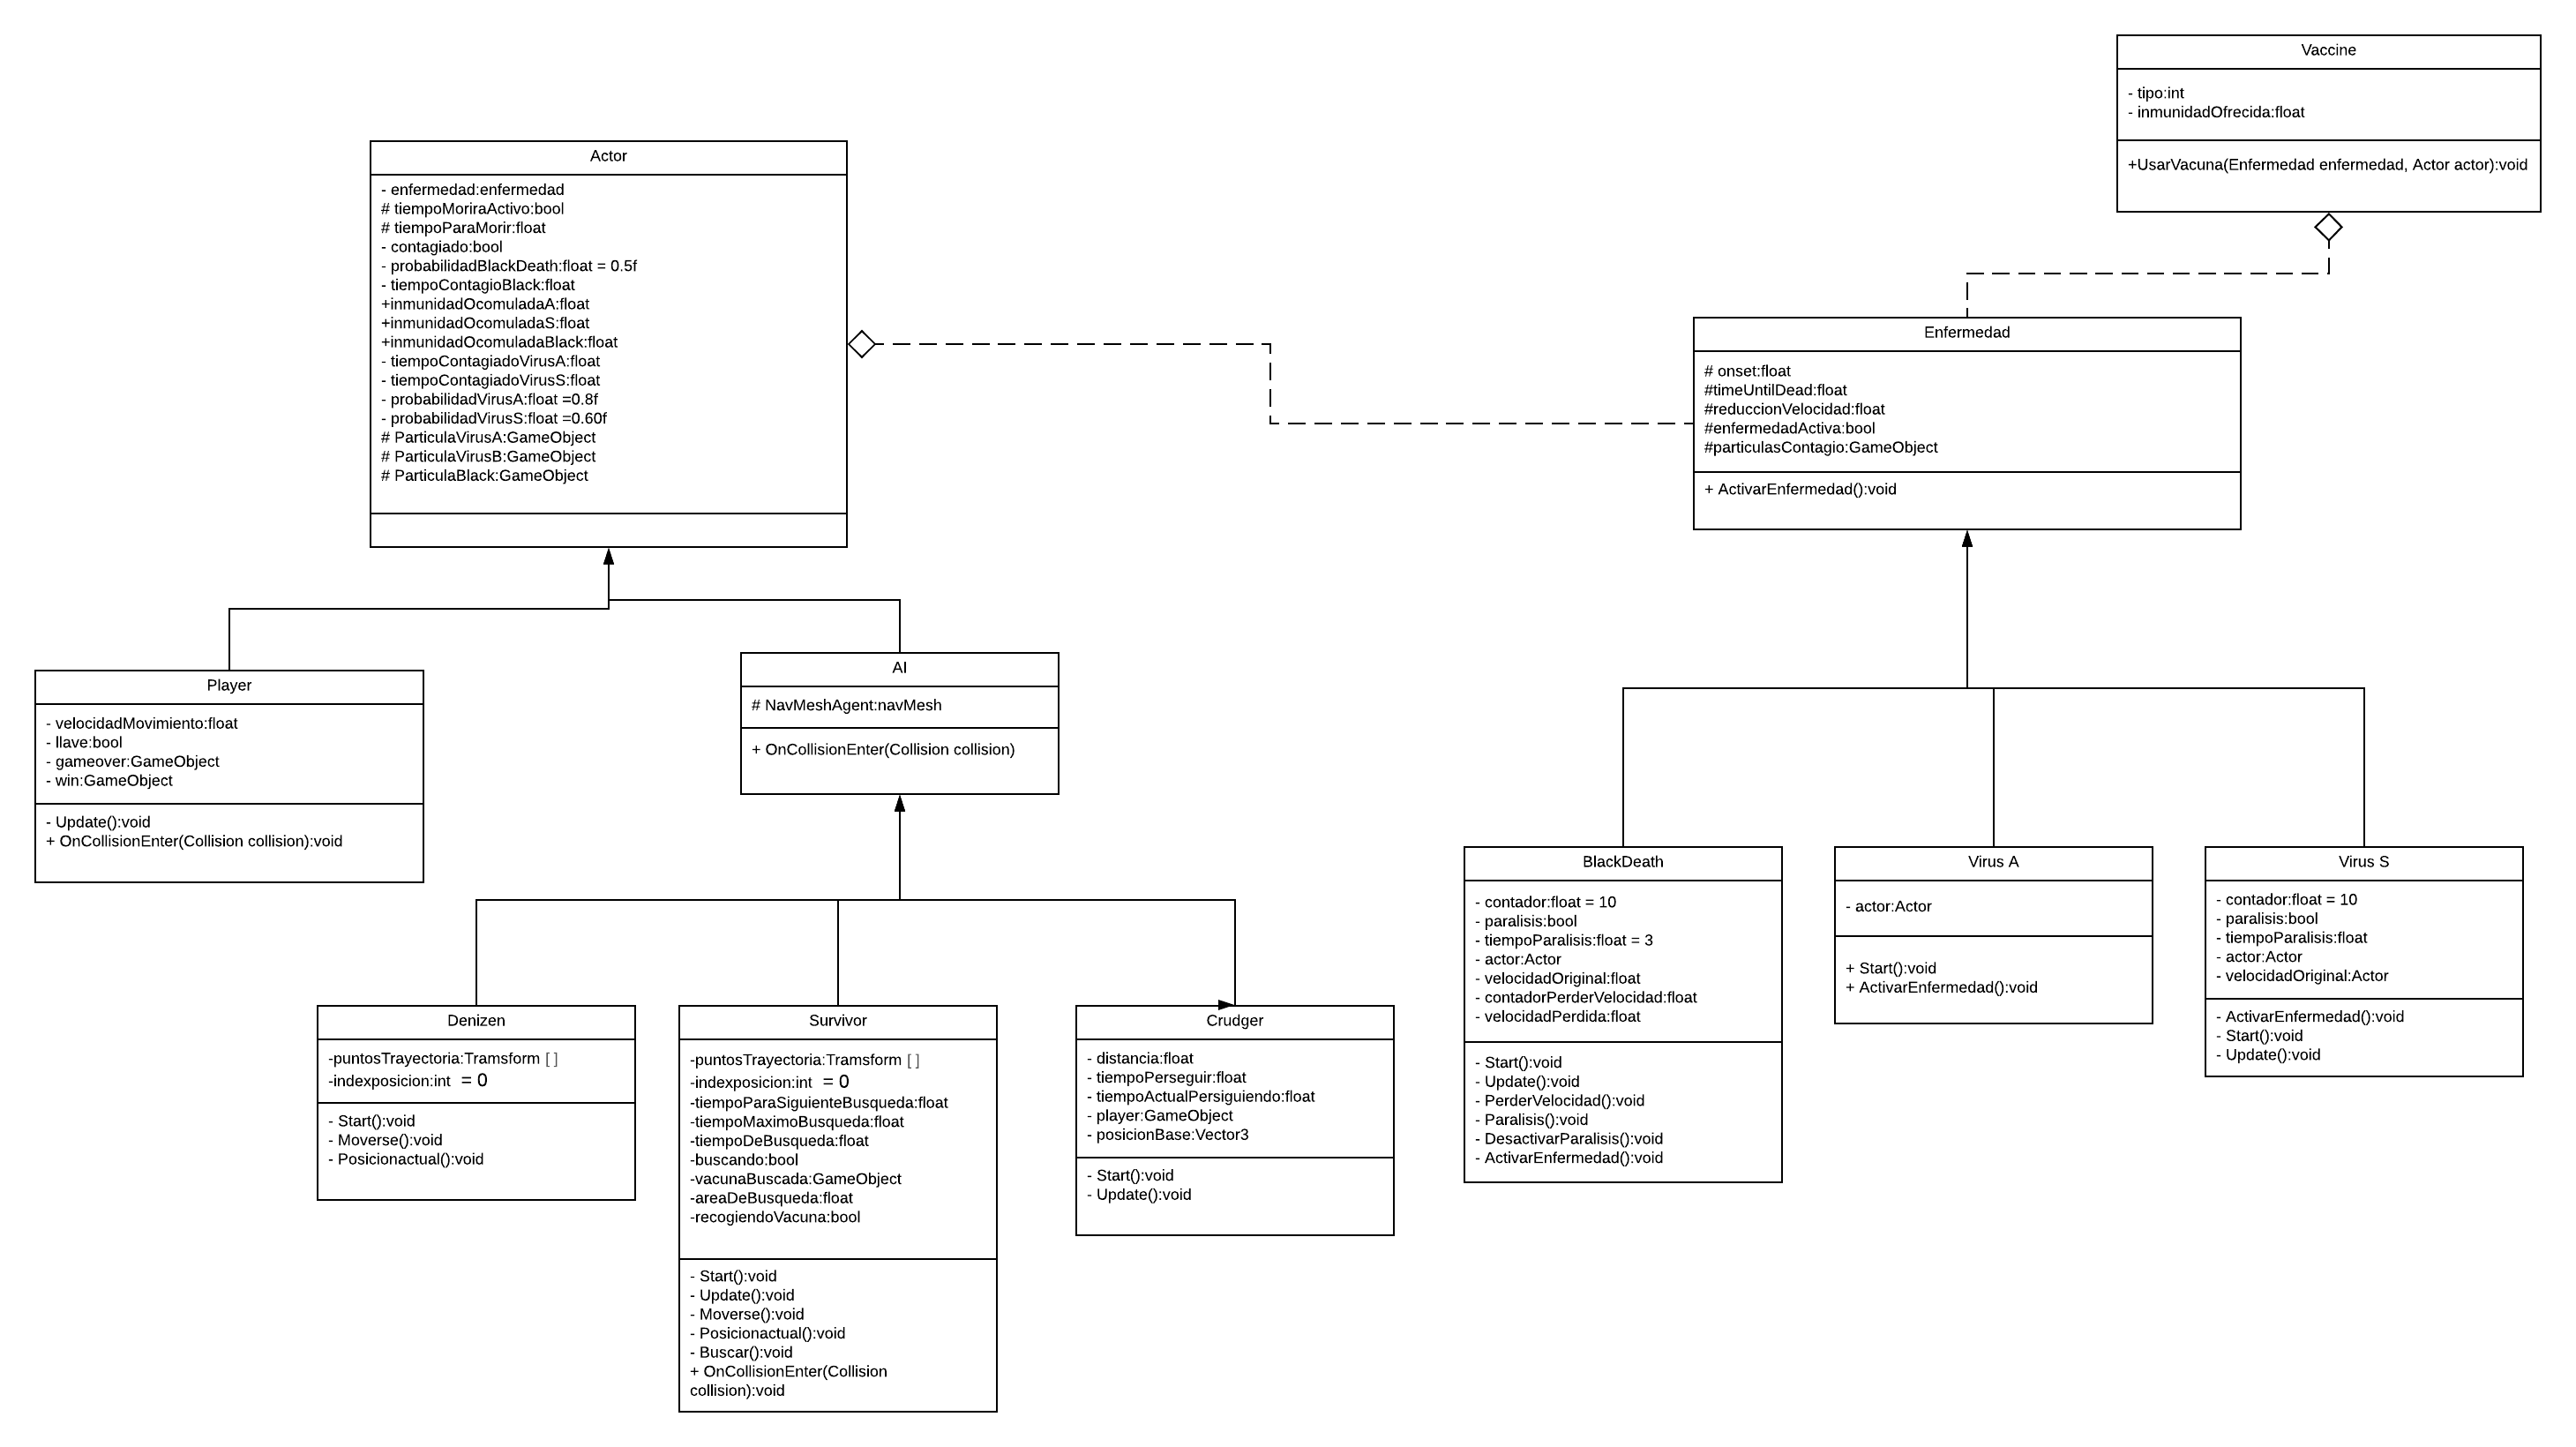 Vaccine
- tipo:int
- inmunidadOfrecida:float
+UsarVacuna(Enfermedad enfermedad, Actor actor):void
Actor
- enfermedad:enfermedad
# tiempoMoriraActivo:bool
# tiempoParaMorir:float
- contagiado:bool
- probabilidadBlackDeath:float = 0.5f
- tiempoContagioBlack:float
+inmunidadOcomuladaA:float
+inmunidadOcomuladaS:float
+inmunidadOcomuladaBlack:float
- tiempoContagiadoVirusA:float
- tiempoContagiadoVirusS:float
- probabilidadVirusA:float =0.8f
- probabilidadVirusS:float =0.60f
# ParticulaVirusA:GameObject
# ParticulaVirusB:GameObject
# ParticulaBlack:GameObject
Enfermedad
# onset:float
#timeUntilDead:float
#reduccionVelocidad:float
#enfermedadActiva:bool
#particulasContagio:GameObject
+ ActivarEnfermedad():void
Player
- velocidadMovimiento:float
- llave:bool
- gameover:GameObject
- win:GameObject
- Update():void
+ OnCollisionEnter(Collision collision):void
AI
# NavMeshAgent:navMesh
+ OnCollisionEnter(Collision collision)
Denizen
-puntosTrayectoria:Tramsform [ ]
-indexposicion:int = 0
- Start():void
- Moverse():void
- Posicionactual():void
Survivor
-puntosTrayectoria:Tramsform [ ]
-indexposicion:int = 0
-tiempoParaSiguienteBusqueda:float
-tiempoMaximoBusqueda:float
-tiempoDeBusqueda:float
-buscando:bool
-vacunaBuscada:GameObject
-areaDeBusqueda:float
-recogiendoVacuna:bool
- Start():void
- Update():void
- Moverse():void
- Posicionactual():void
- Buscar():void
+ OnCollisionEnter(Collision
collision):void
Crudger
- distancia:float
- tiempoPerseguir:float
- tiempoActualPersiguiendo:float
- player:GameObject
- posicionBase:Vector3
- Start():void
- Update():void
BlackDeath
- contador:float = 10
- paralisis:bool
- tiempoParalisis:float = 3
- actor:Actor
- velocidadOriginal:float
- contadorPerderVelocidad:float
- velocidadPerdida:float
- Start():void
- Update():void
- PerderVelocidad():void
- Paralisis():void
- DesactivarParalisis():void
- ActivarEnfermedad():void
Virus A
- actor:Actor
+ Start():void
+ ActivarEnfermedad():void
Virus S
- contador:float = 10
- paralisis:bool
- tiempoParalisis:float
- actor:Actor
- velocidadOriginal:Actor
- ActivarEnfermedad():void
- Start():void
- Update():void